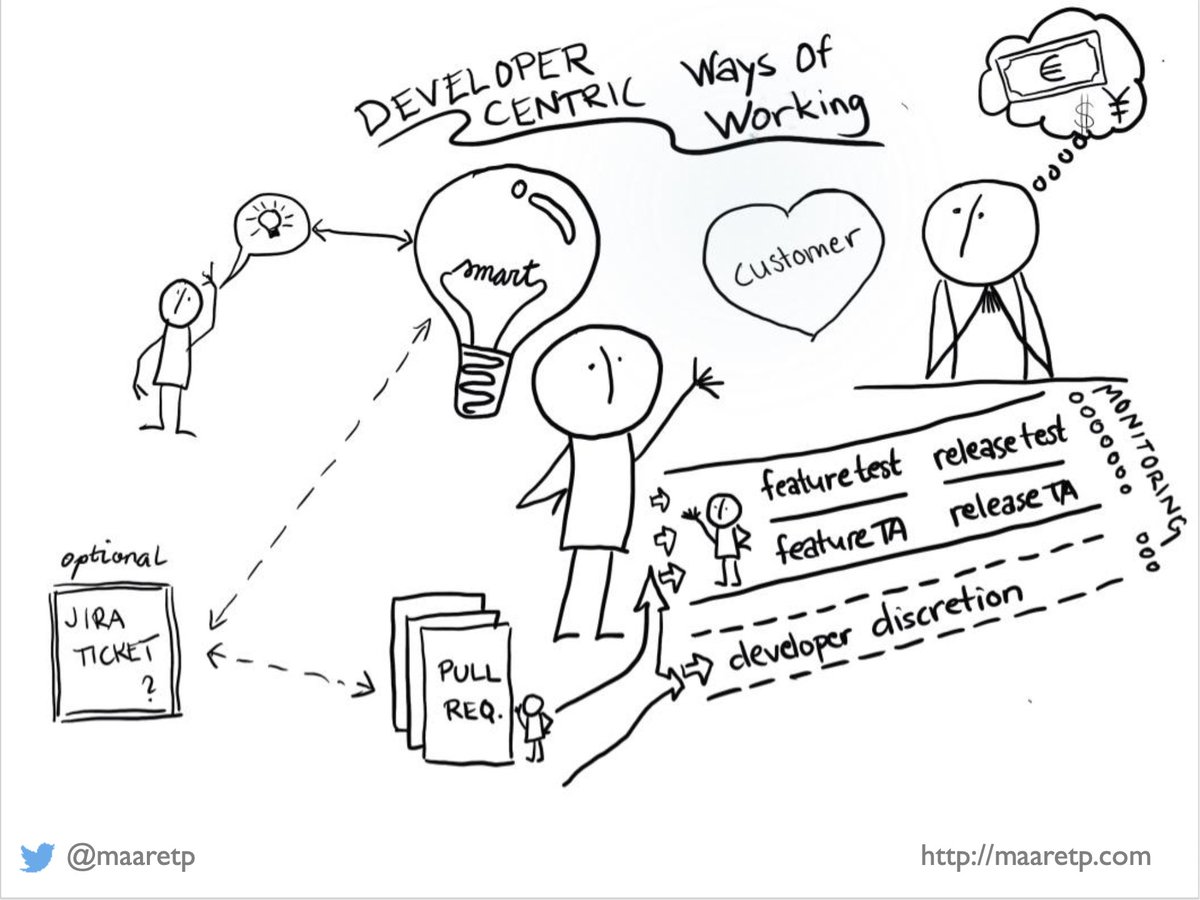 DEVELOPER
CENTRIC
Ways Of
Working
€
$ ¥
smart
customer
MONITORING
feature test
release test
feature TA
release TA
developer discretion
optional
JIRA
TICKET
?
PULL
REQ.
@maaretp
http://maaretp.com